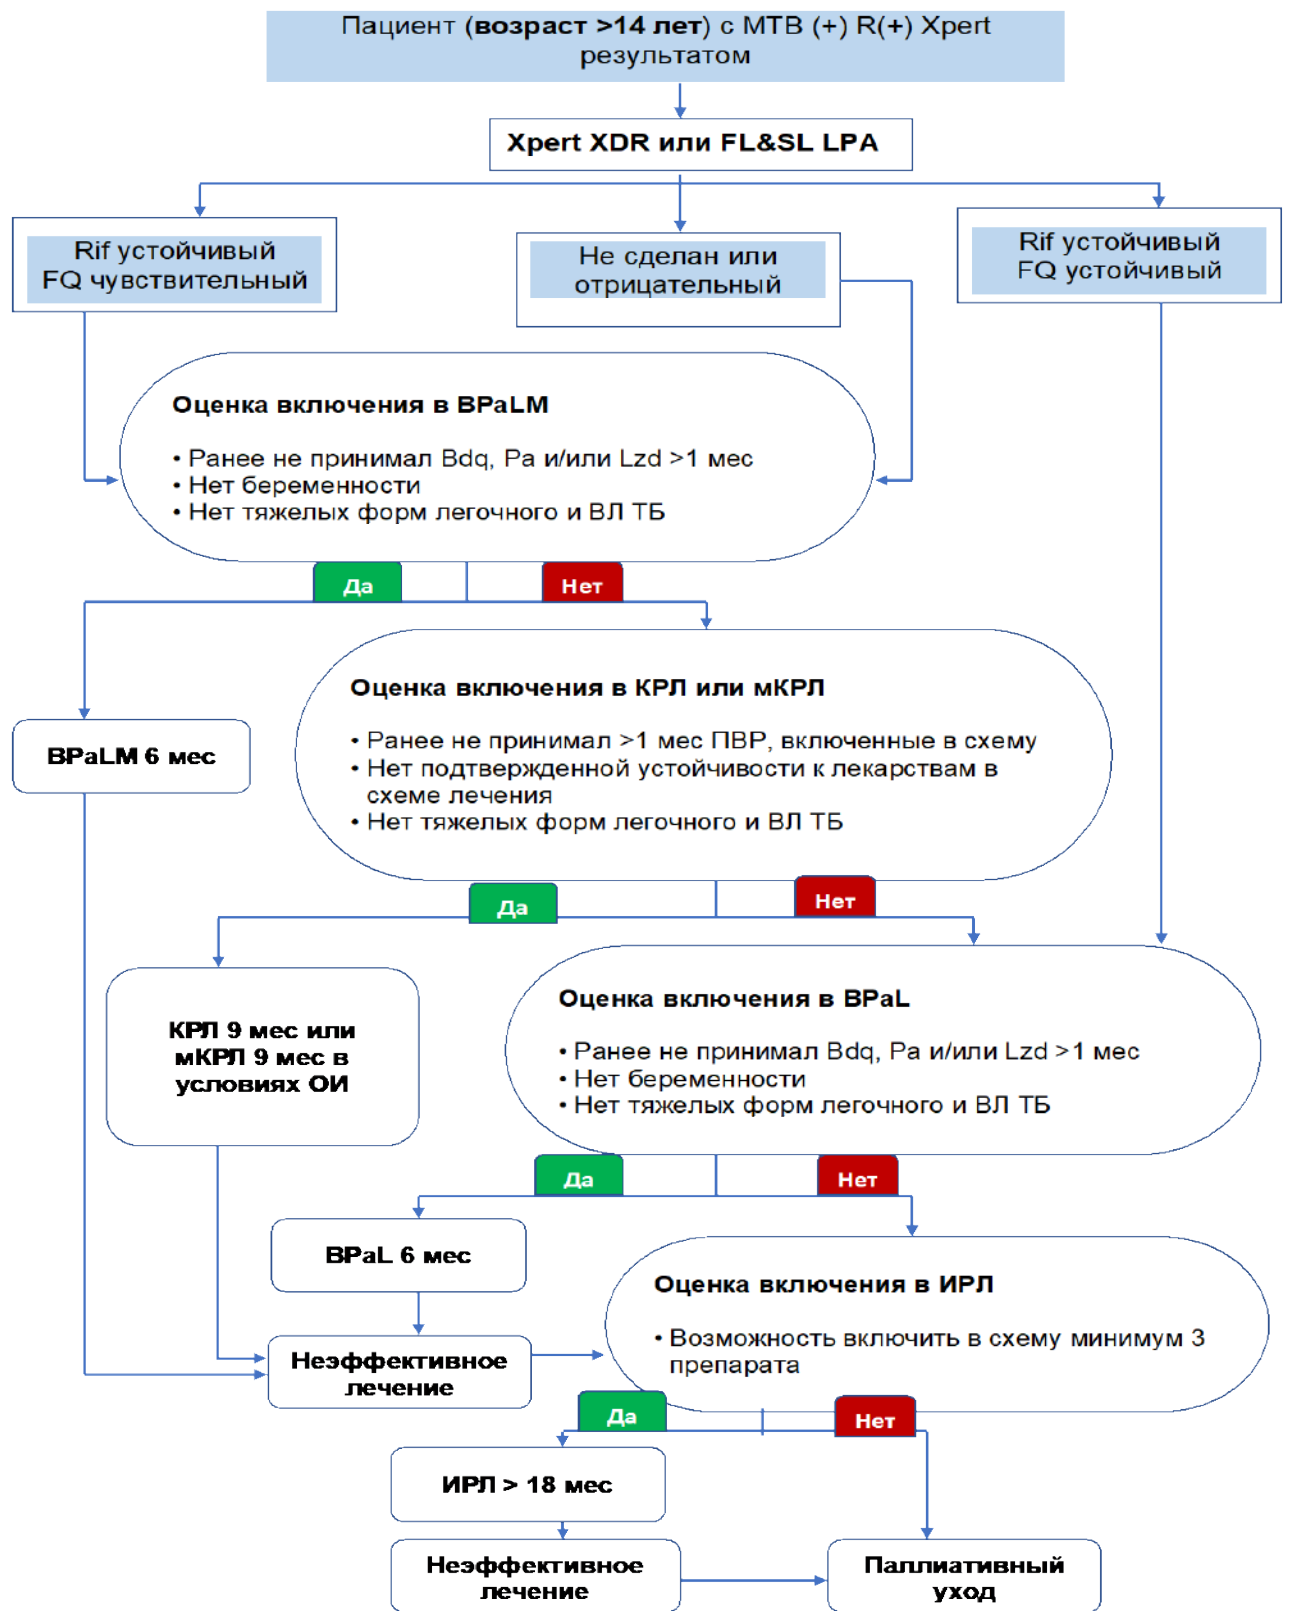 Пациент (возраст >14 лет) с МТВ (+) R(+) Xpert
результатом
Xpert XDR или FL&SL LPA
Rif устойчивый
FQ чувствительный
Не сделан или
отрицательный
Rif устойчивый
FQ устойчивый
Оценка включения в BPaLM
• Ранее не принимал Bdq, Pa и/или Lzd >1 мес
• Нет беременности
• Нет тяжелых форм легочного и ВЛ ТБ
Да
Нет
Оценка включения в КРЛ или мКРЛ
• Ранее не принимал >1 мес ПВР, включенные в схему
• Нет подтвержденной устойчивости к лекарствам в
схеме лечения
• Нет тяжелых форм легочного и ВЛ ТБ
BPaLM 6 мес
Да
Нет
Оценка включения в BPaL
• Ранее не принимал Bdq, Pa и/или Lzd >1 мес
• Нет беременности
• Нет тяжелых форм легочного и ВЛ ТБ
КРЛ 9 мес или
мКРЛ 9 мес в
условиях ОИ
Да
Нет
BPaL 6 мес
Оценка включения в ИРЛ
• Возможность включить в схему минимум 3
препарата
Неэффективное
лечение
Да
Нет
ИРЛ > 18 мес
Неэффективное
лечение
Паллиативный
уход